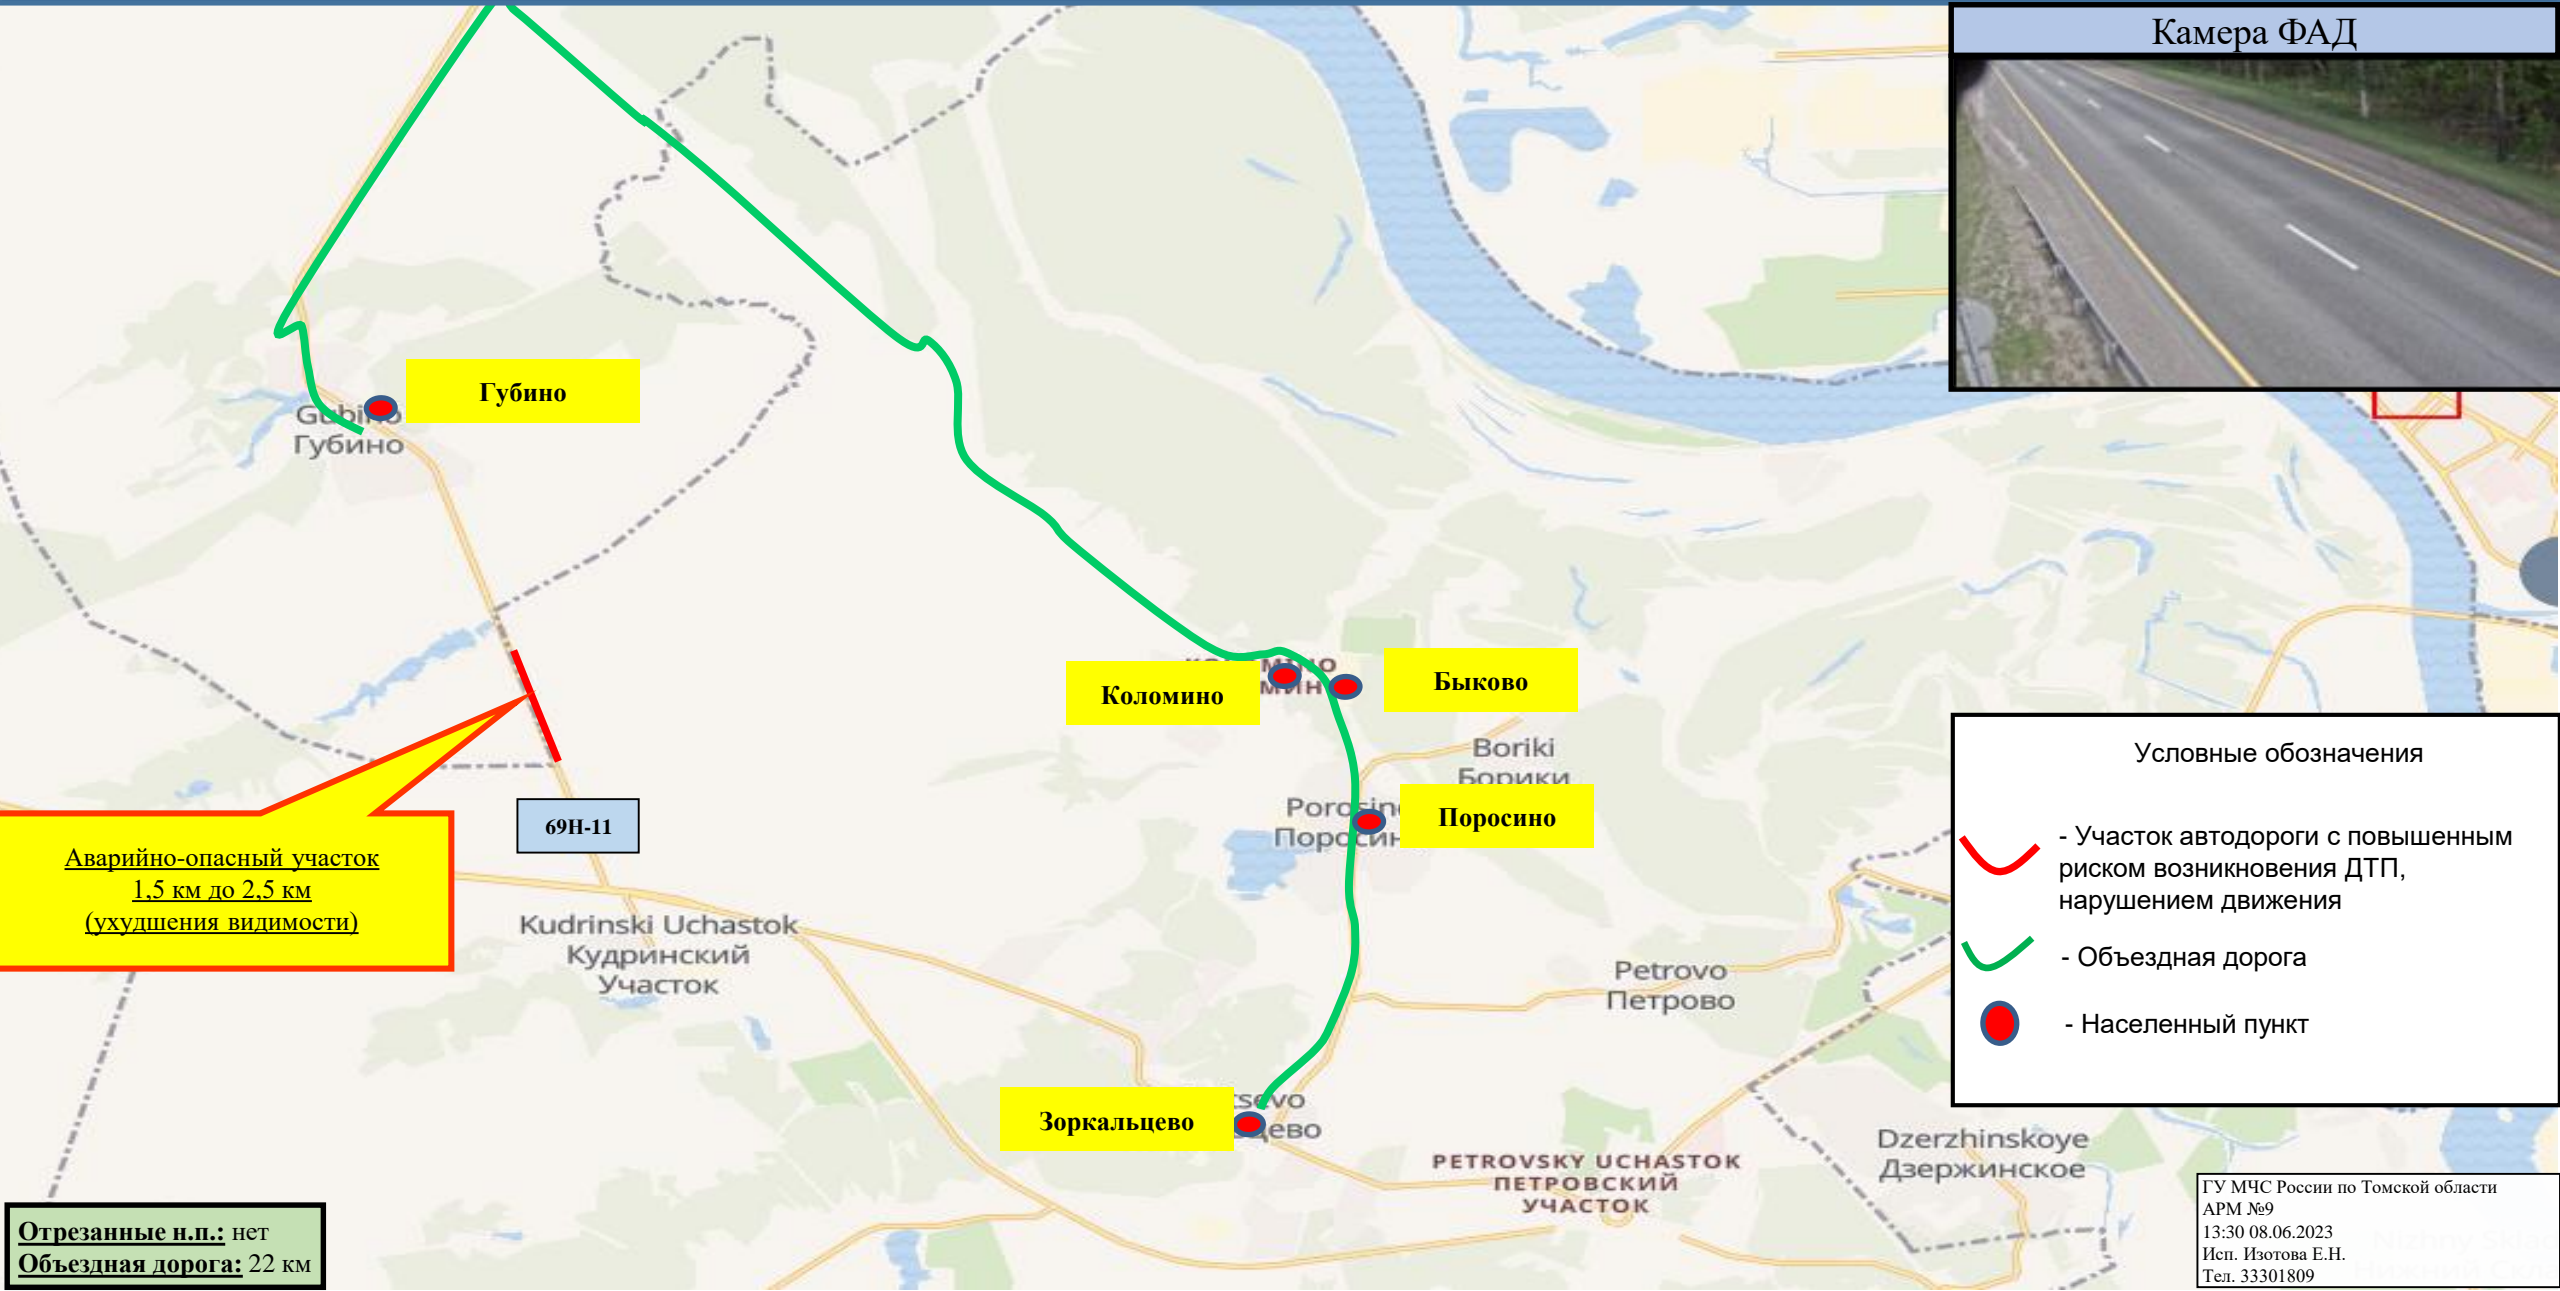 Камера ФАД
Губино
Gubino
Губино
Коломино
Быково
Boriki
Борики
Поросино
69Н-11
Аварийно-опасный участок
1,5 км до 2,5 км
(ухудшения видимости)
Kudrinski Uchastok
Кудринский
Участок
Petrovo
Петрово
Зоркальцево
PETROVSKY UCHASTOK
ПЕТРОВСКИЙ
УЧАСТОК
Dzerzhinskoye
Дзержинское
Условные обозначения
- Участок автодороги с повышенным
риском возникновения ДТП,
нарушением движения
- Объездная дорога
- Населенный пункт
Отрезанные н.п.: нет
Объездная дорога: 22 км
ГУ МЧС России по Томской области
АРМ №9
13:30 08.06.2023
Исп. Изотова Е.Н.
Тел. 33301809